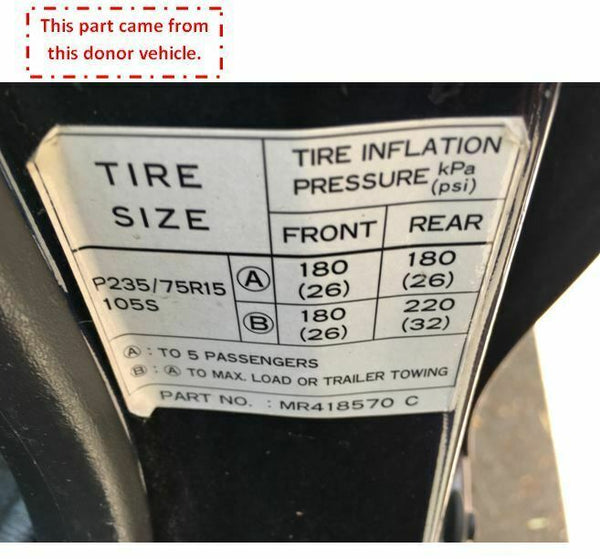 This part came from
this donor vehicle.
TIRE SIZE
TIRE INFLATION
PRESSURE kPa (psi)
FRONT REAR
P235/75R15
105S
A 180 (26) 180 (26)
B 180 (26) 220 (32)
A : TO 5 PASSENGERS
B : A TO MAX. LOAD OR TRAILER TOWING
PART NO. : MR418570 C